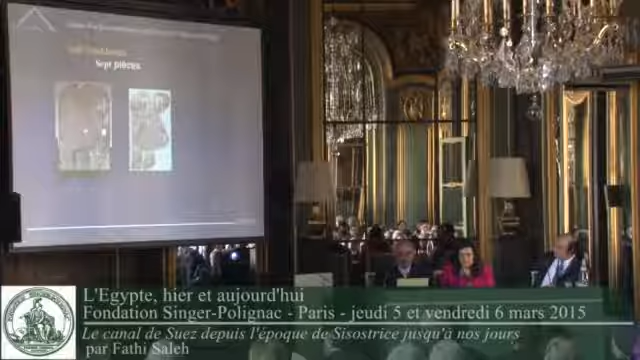 Sept pièces
L'Egypte, hier et aujourd'hui
Fondation Singer-Polignac - Paris - jeudi 5 et vendredi 6 mars 2015
Le canal de Suez depuis l'époque de Sisostrice jusqu'à nos jours
par Fathi Saleh